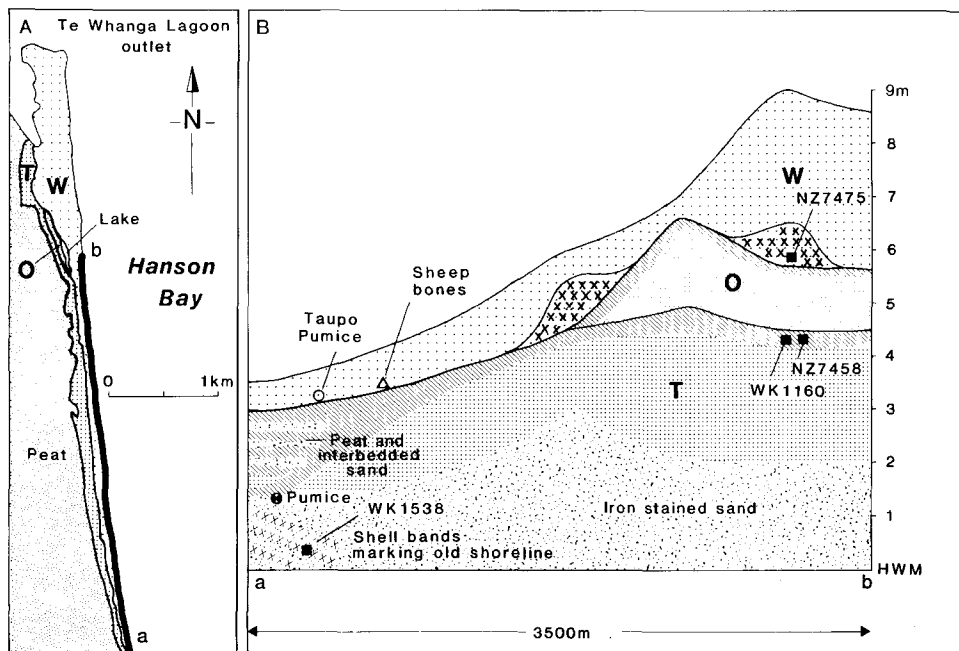 A
Te Whanga Lagoon
outlet
-N-
T
W
Lake
b
O
Hanson
Bay
0
1km
Peat
a
B
9m
8
W
7
NZ7475
6
Sheep
bones
O
5
Taupo
Pumice
4
NZ7458
WK1160
T
3
Peat and
interbedded
sand
2
Pumice
WK1538
Iron stained sand
Shell bands
marking old shoreline
1
HWM
a
b
3500m